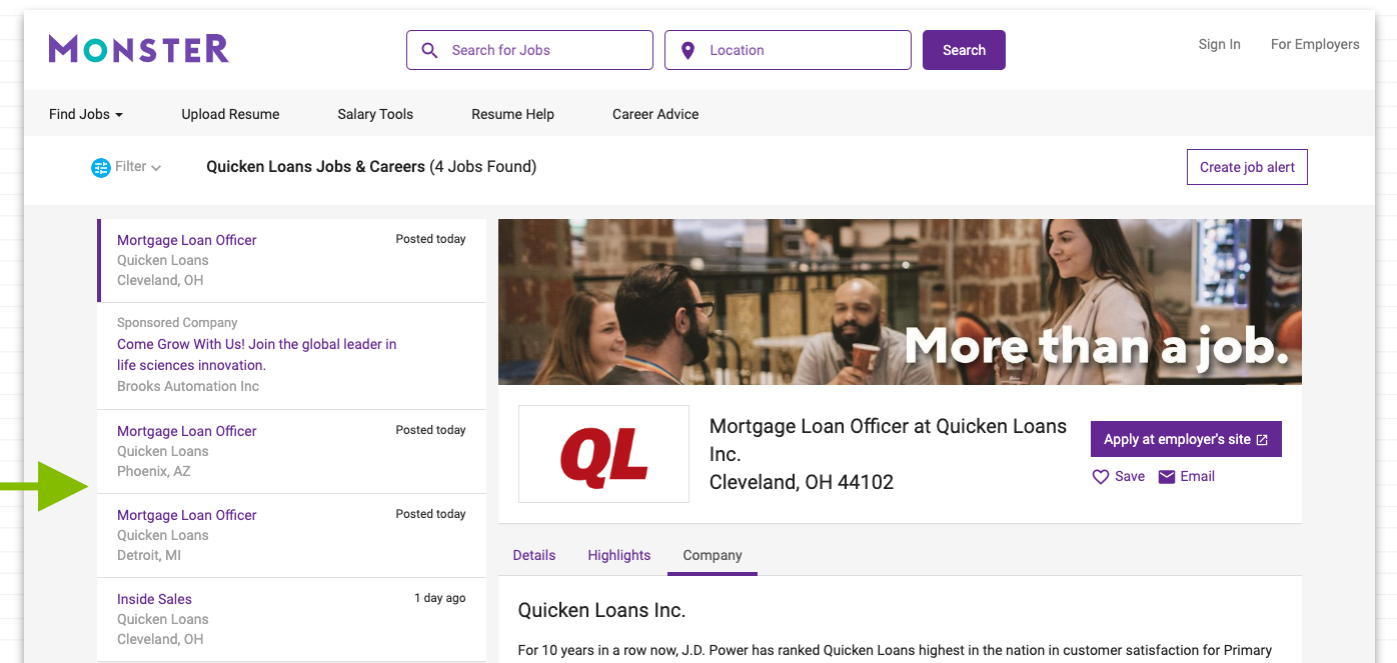 MONSTER
Search for Jobs
Location
Search
Sign In
For Employers
Find Jobs
Upload Resume
Salary Tools
Resume Help
Career Advice
Filter
Quicken Loans Jobs & Careers (4 Jobs Found)
Create job alert
Mortgage Loan Officer
Posted today
Quicken Loans
Cleveland, OH
Sponsored Company
Come Grow With Us! Join the global leader in
life sciences innovation.
Brooks Automation Inc
Mortgage Loan Officer
Posted today
Quicken Loans
Phoenix, AZ
Mortgage Loan Officer
Posted today
Quicken Loans
Detroit, MI
Inside Sales
1 day ago
Quicken Loans
Cleveland, OH
More than a job.
QL
Mortgage Loan Officer at Quicken Loans
Inc.
Cleveland, OH 44102
Apply at employer's site
Save
Email
Details
Highlights
Company
Quicken Loans Inc.
For 10 years in a row now, J.D. Power has ranked Quicken Loans highest in the nation in customer satisfaction for Primary